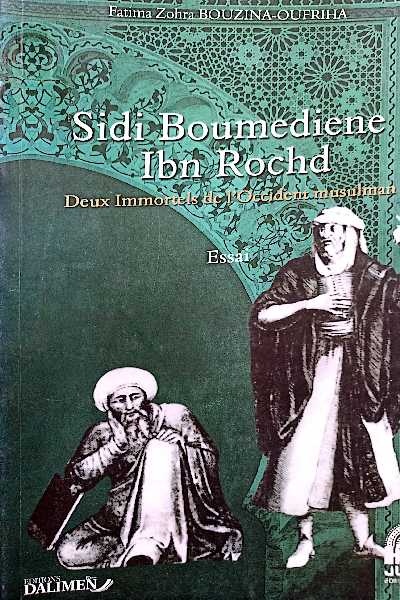 Fatima Zohra BOUZINA-OUFRIHA
Sidi Boumediene
Ibn Rochd
Deux Immortels de l'Occident musulman
Essai
EDITIONS
DALIMEN